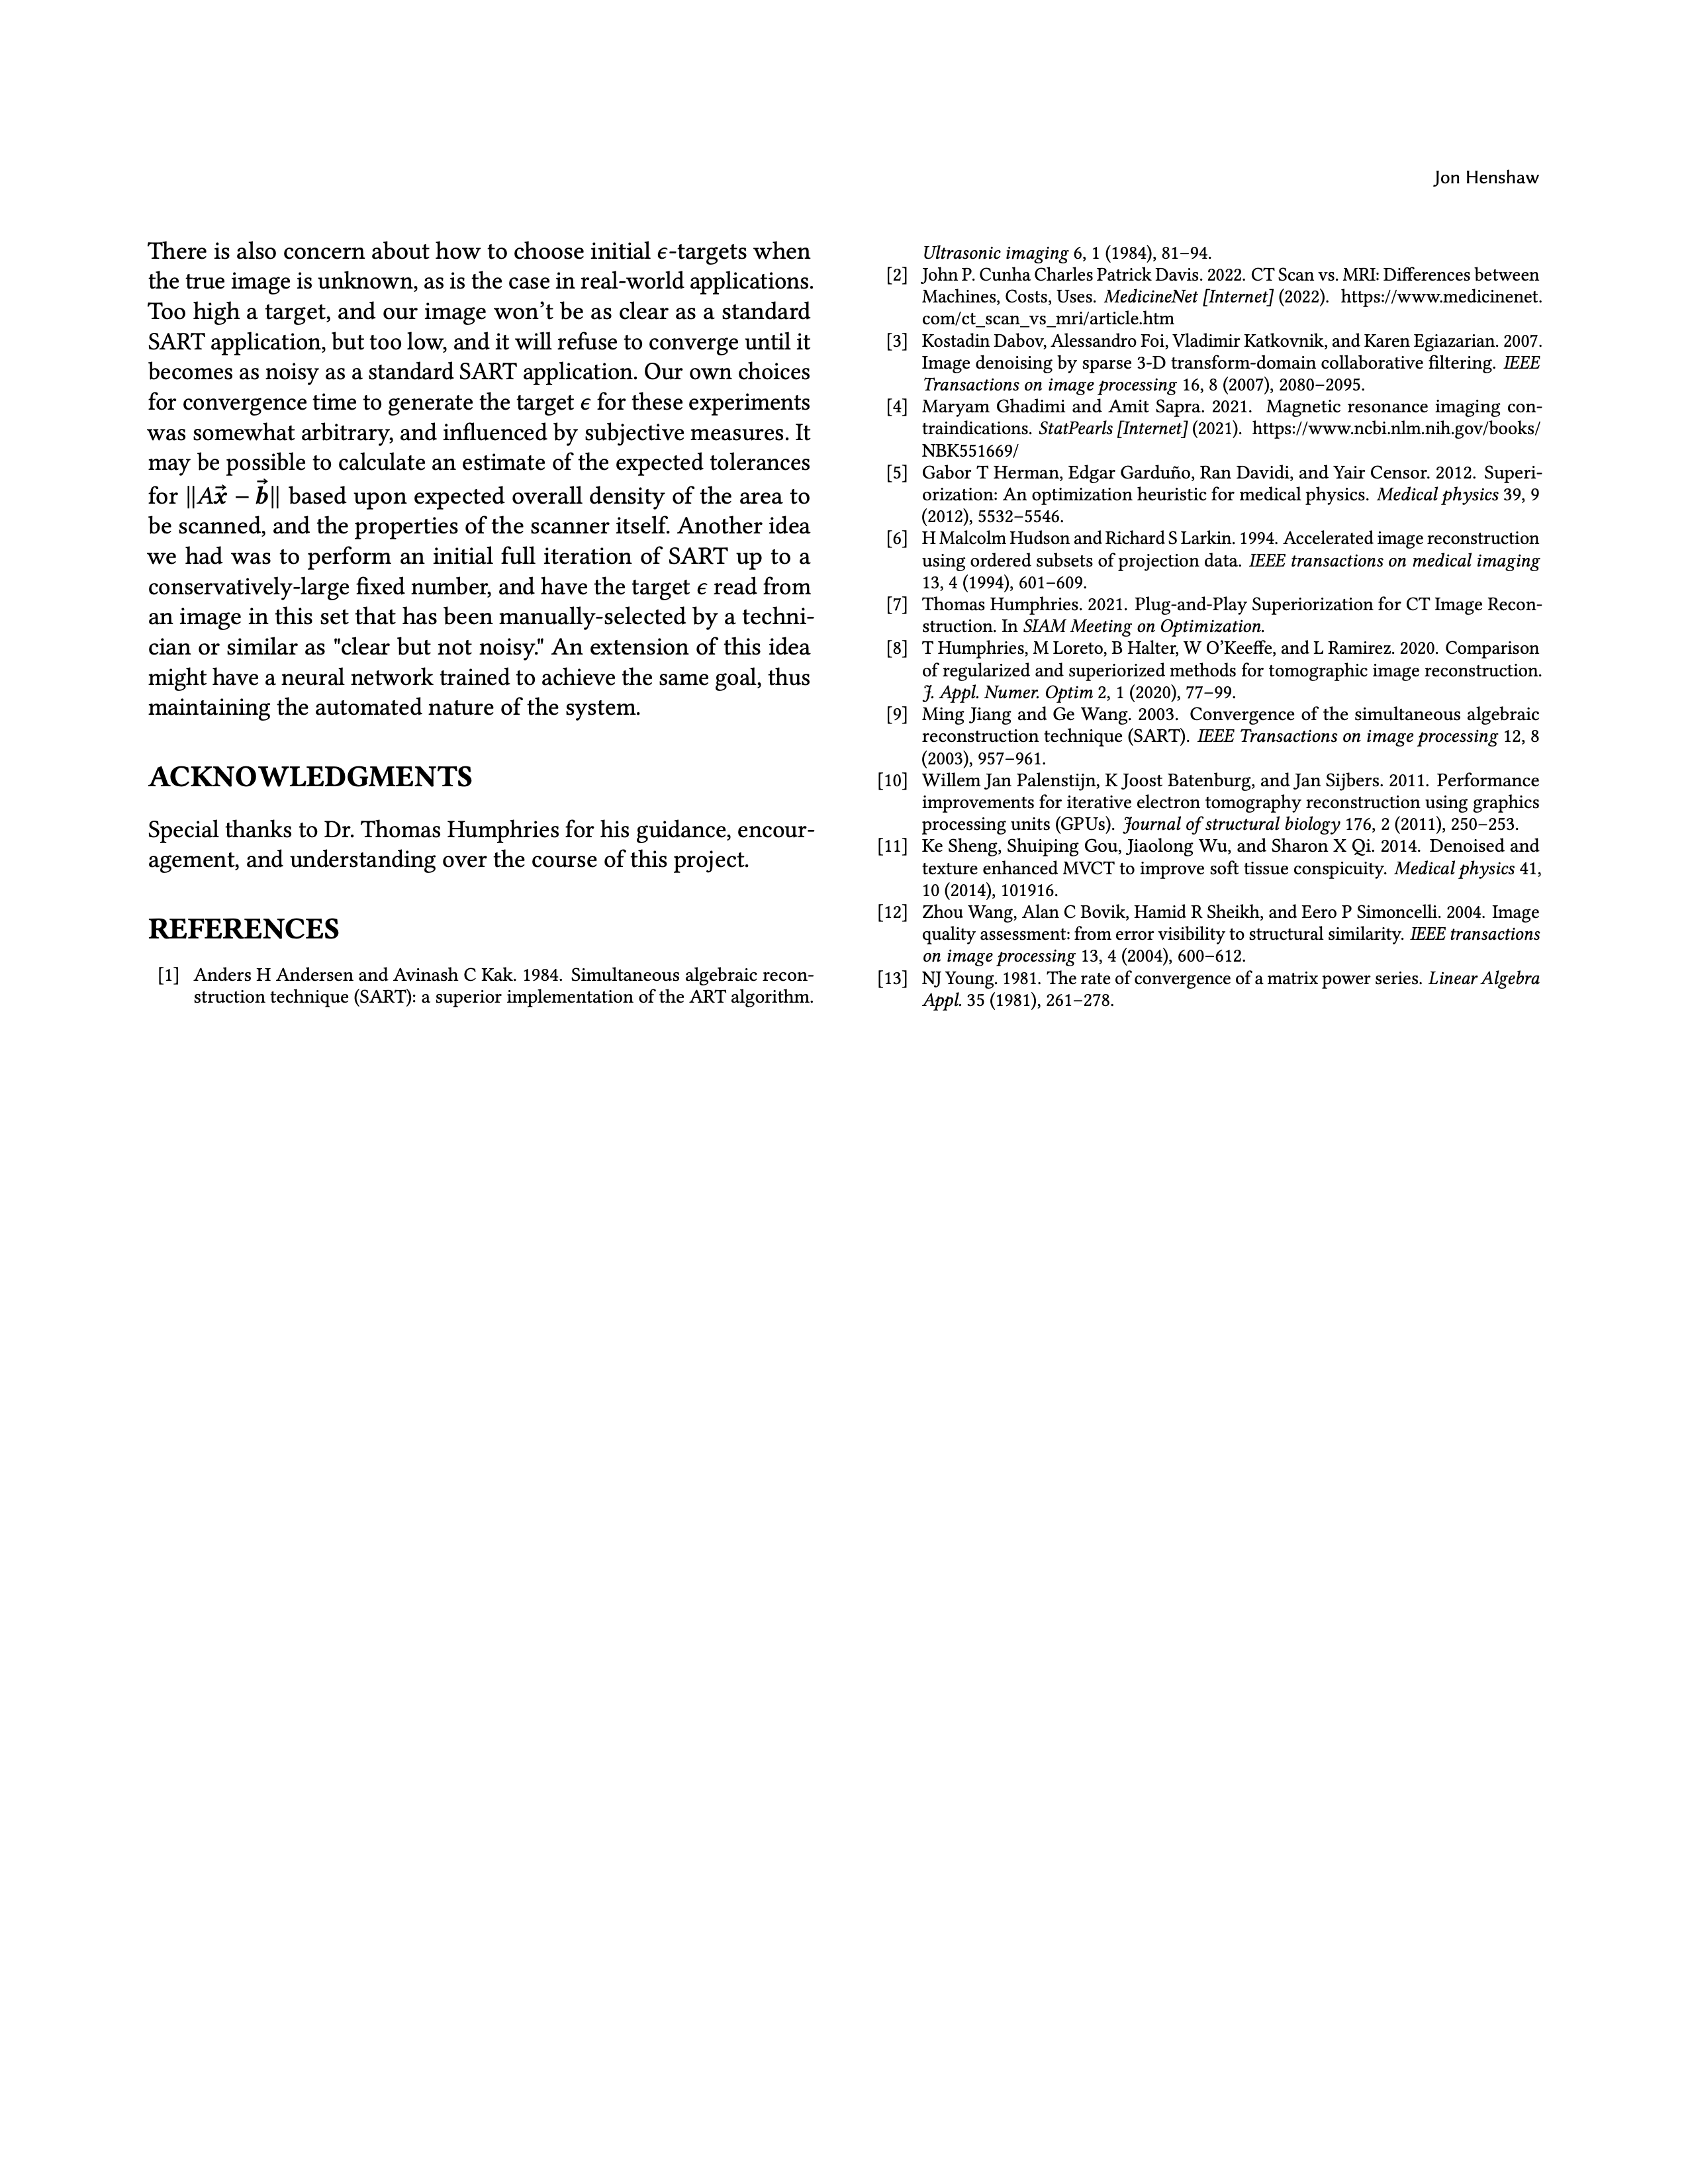 Jon Henshaw
There is also concern about how to choose initial ϵ-targets when
the true image is unknown, as is the case in real-world applications.
Too high a target, and our image won’t be as clear as a standard
SART application, but too low, and it will refuse to converge until it
becomes as noisy as a standard SART application. Our own choices
for convergence time to generate the target ϵ for these experiments
was somewhat arbitrary, and influenced by subjective measures. It
may be possible to calculate an estimate of the expected tolerances
for ∥Ax⃗ − b⃗∥ based upon expected overall density of the area to
be scanned, and the properties of the scanner itself. Another idea
we had was to perform an initial full iteration of SART up to a
conservatively-large fixed number, and have the target ϵ read from
an image in this set that has been manually-selected by a techni-
cian or similar as "clear but not noisy." An extension of this idea
might have a neural network trained to achieve the same goal, thus
maintaining the automated nature of the system.
ACKNOWLEDGMENTS
Special thanks to Dr. Thomas Humphries for his guidance, encour-
agement, and understanding over the course of this project.
REFERENCES
[1] Anders H Andersen and Avinash C Kak. 1984. Simultaneous algebraic recon-
struction technique (SART): a superior implementation of the ART algorithm.
Ultrasonic imaging 6, 1 (1984), 81–94.
[2] John P. Cunha Charles Patrick Davis. 2022. CT Scan vs. MRI: Differences between
Machines, Costs, Uses. MedicineNet [Internet] (2022). https://www.medicinenet.
com/ct_scan_vs_mri/article.htm
[3] Kostadin Dabov, Alessandro Foi, Vladimir Katkovnik, and Karen Egiazarian. 2007.
Image denoising by sparse 3-D transform-domain collaborative filtering. IEEE
Transactions on image processing 16, 8 (2007), 2080–2095.
[4] Maryam Ghadimi and Amit Sapra. 2021. Magnetic resonance imaging con-
traindications. StatPearls [Internet] (2021). https://www.ncbi.nlm.nih.gov/books/
NBK551669/
[5] Gabor T Herman, Edgar Garduño, Ran Davidi, and Yair Censor. 2012. Superi-
orization: An optimization heuristic for medical physics. Medical physics 39, 9
(2012), 5532–5546.
[6] H Malcolm Hudson and Richard S Larkin. 1994. Accelerated image reconstruction
using ordered subsets of projection data. IEEE transactions on medical imaging
13, 4 (1994), 601–609.
[7] Thomas Humphries. 2021. Plug-and-Play Superiorization for CT Image Recon-
struction. In SIAM Meeting on Optimization.
[8] T Humphries, M Loreto, B Halter, W O’Keeffe, and L Ramirez. 2020. Comparison
of regularized and superiorized methods for tomographic image reconstruction.
J. Appl. Numer. Optim 2, 1 (2020), 77–99.
[9] Ming Jiang and Ge Wang. 2003. Convergence of the simultaneous algebraic
reconstruction technique (SART). IEEE Transactions on image processing 12, 8
(2003), 957–961.
[10] Willem Jan Palenstijn, K Joost Batenburg, and Jan Sijbers. 2011. Performance
improvements for iterative electron tomography reconstruction using graphics
processing units (GPUs). Journal of structural biology 176, 2 (2011), 250–253.
[11] Ke Sheng, Shuiping Gou, Jiaolong Wu, and Sharon X Qi. 2014. Denoised and
texture enhanced MVCT to improve soft tissue conspicuity. Medical physics 41,
10 (2014), 101916.
[12] Zhou Wang, Alan C Bovik, Hamid R Sheikh, and Eero P Simoncelli. 2004. Image
quality assessment: from error visibility to structural similarity. IEEE transactions
on image processing 13, 4 (2004), 600–612.
[13] NJ Young. 1981. The rate of convergence of a matrix power series. Linear Algebra
Appl. 35 (1981), 261–278.